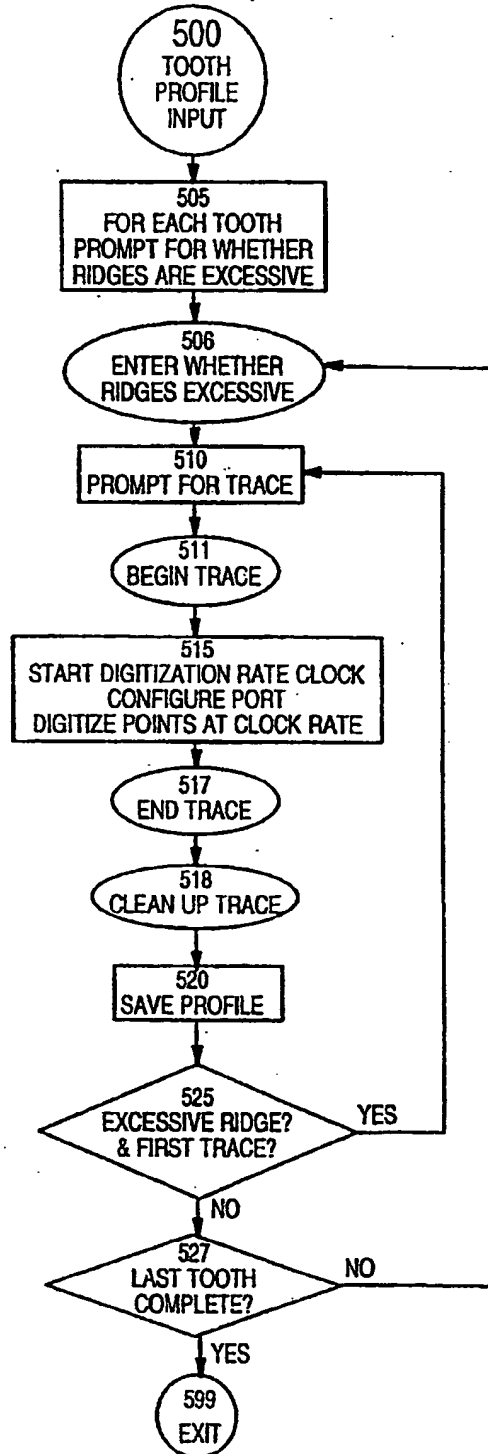 500
TOOTH
PROFILE
INPUT
505
FOR EACH TOOTH
PROMPT FOR WHETHER
RIDGES ARE EXCESSIVE
506
ENTER WHETHER
RIDGES EXCESSIVE
510
PROMPT FOR TRACE
511
BEGIN TRACE
515
START DIGITIZATION RATE CLOCK
CONFIGURE PORT
DIGITIZE POINTS AT CLOCK RATE
517
END TRACE
518
CLEAN UP TRACE
520
SAVE PROFILE
525
EXCESSIVE RIDGE?
& FIRST TRACE?
YES
NO
527
LAST TOOTH
COMPLETE?
NO
YES
599
EXIT